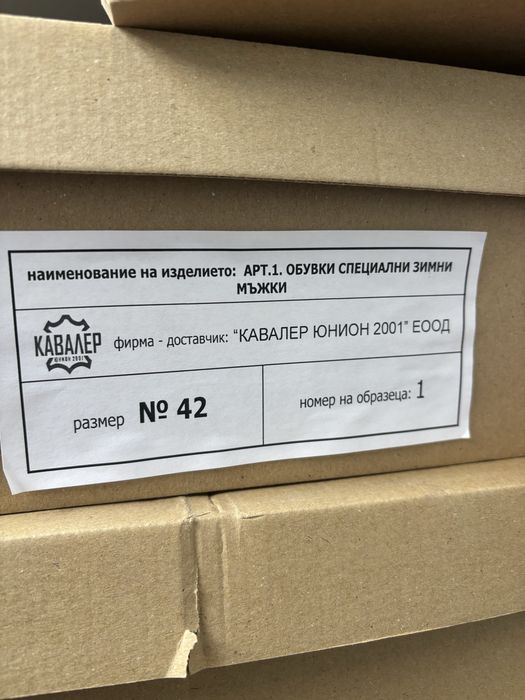 наименование на изделието: АРТ.1. ОБУВКИ СПЕЦИАЛНИ ЗИМНИ
МЪЖКИ
КАВАЛЕР
ЮНИОН 2001
фирма - доставчик: "КАВАЛЕР ЮНИОН 2001" ЕООД
размер № 42
номер на образеца: 1